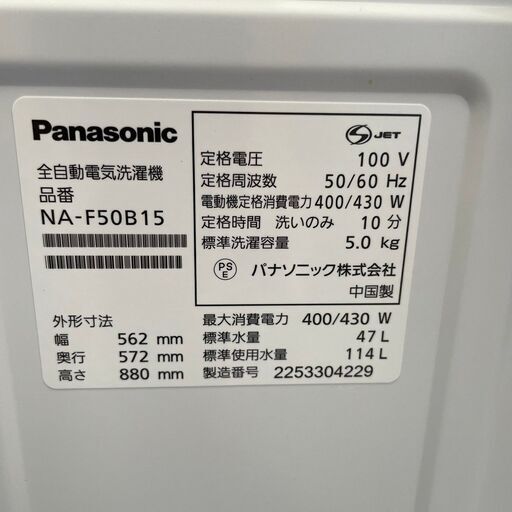 Panasonic
全自動電気洗濯機
品番
NA-F50B15
外形寸法
幅 562 mm
奥行 572 mm
高さ 880 mm
S JET
定格電圧 100 V
定格周波数 50/60 Hz
電動機定格消費電力 400/430 W
定格時間 洗いのみ 10 分
標準洗濯容量 5.0 kg
PS E パナソニック株式会社
中国製
最大消費電力 400/430 W
標準水量 47 L
標準使用水量 114 L
製造番号 2253304229